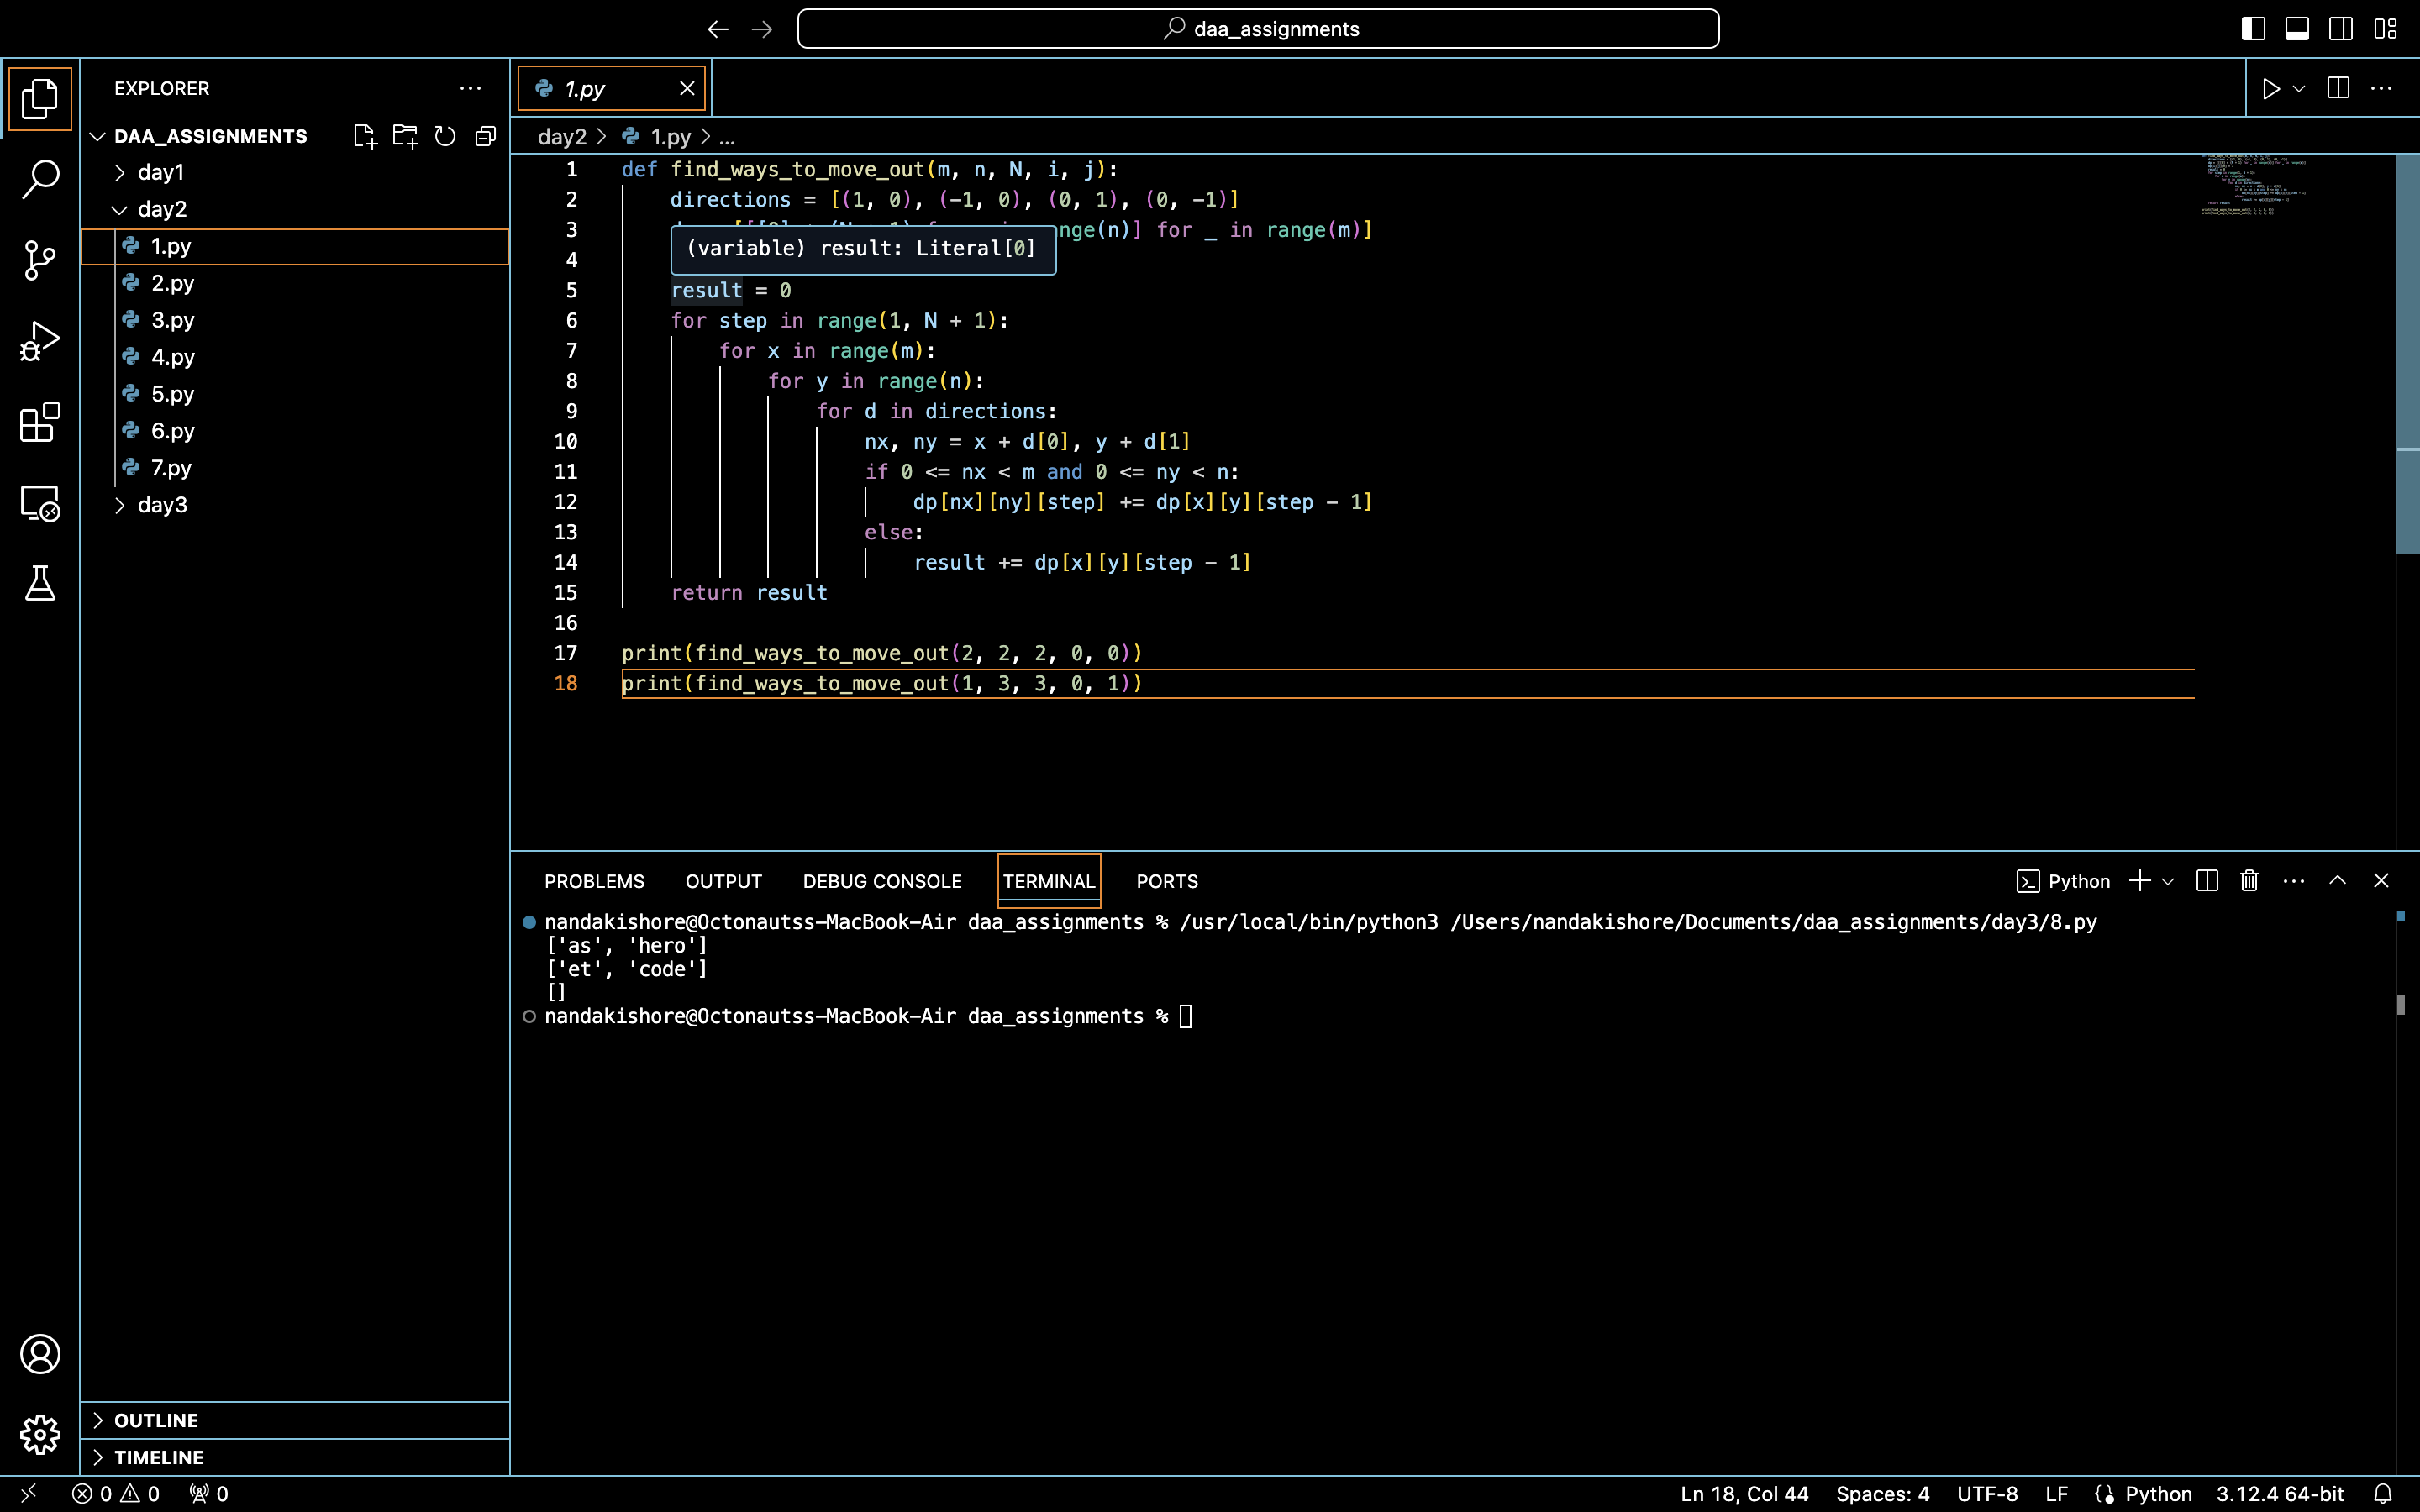 daa_assignments
EXPLORER
DAA_ASSIGNMENTS
day1
day2
1.py
2.py
3.py
4.py
5.py
6.py
7.py
day3
OUTLINE
TIMELINE
1.py
day2 > 1.py > ...
1 def find_ways_to_move_out(m, n, N, i, j):
2 directions = [(1, 0), (-1, 0), (0, 1), (0, -1)]
3 nge(n)] for _ in range(m)]
(variable) result: Literal[0]
4
5 result = 0
6 for step in range(1, N + 1):
7 for x in range(m):
8 for y in range(n):
9 for d in directions:
10 nx, ny = x + d[0], y + d[1]
11 if 0 <= nx < m and 0 <= ny < n:
12 dp[nx][ny][step] += dp[x][y][step - 1]
13 else:
14 result += dp[x][y][step - 1]
15 return result
16
17 print(find_ways_to_move_out(2, 2, 2, 0, 0))
18 print(find_ways_to_move_out(1, 3, 3, 0, 1))
PROBLEMS OUTPUT DEBUG CONSOLE TERMINAL PORTS
Python
nandakishore@Octonautss-MacBook-Air daa_assignments % /usr/local/bin/python3 /Users/nandakishore/Documents/daa_assignments/day3/8.py
['as', 'hero']
['et', 'code']
[]
nandakishore@Octonautss-MacBook-Air daa_assignments %
0 0 0
Ln 18, Col 44 Spaces: 4 UTF-8 LF Python 3.12.4 64-bit